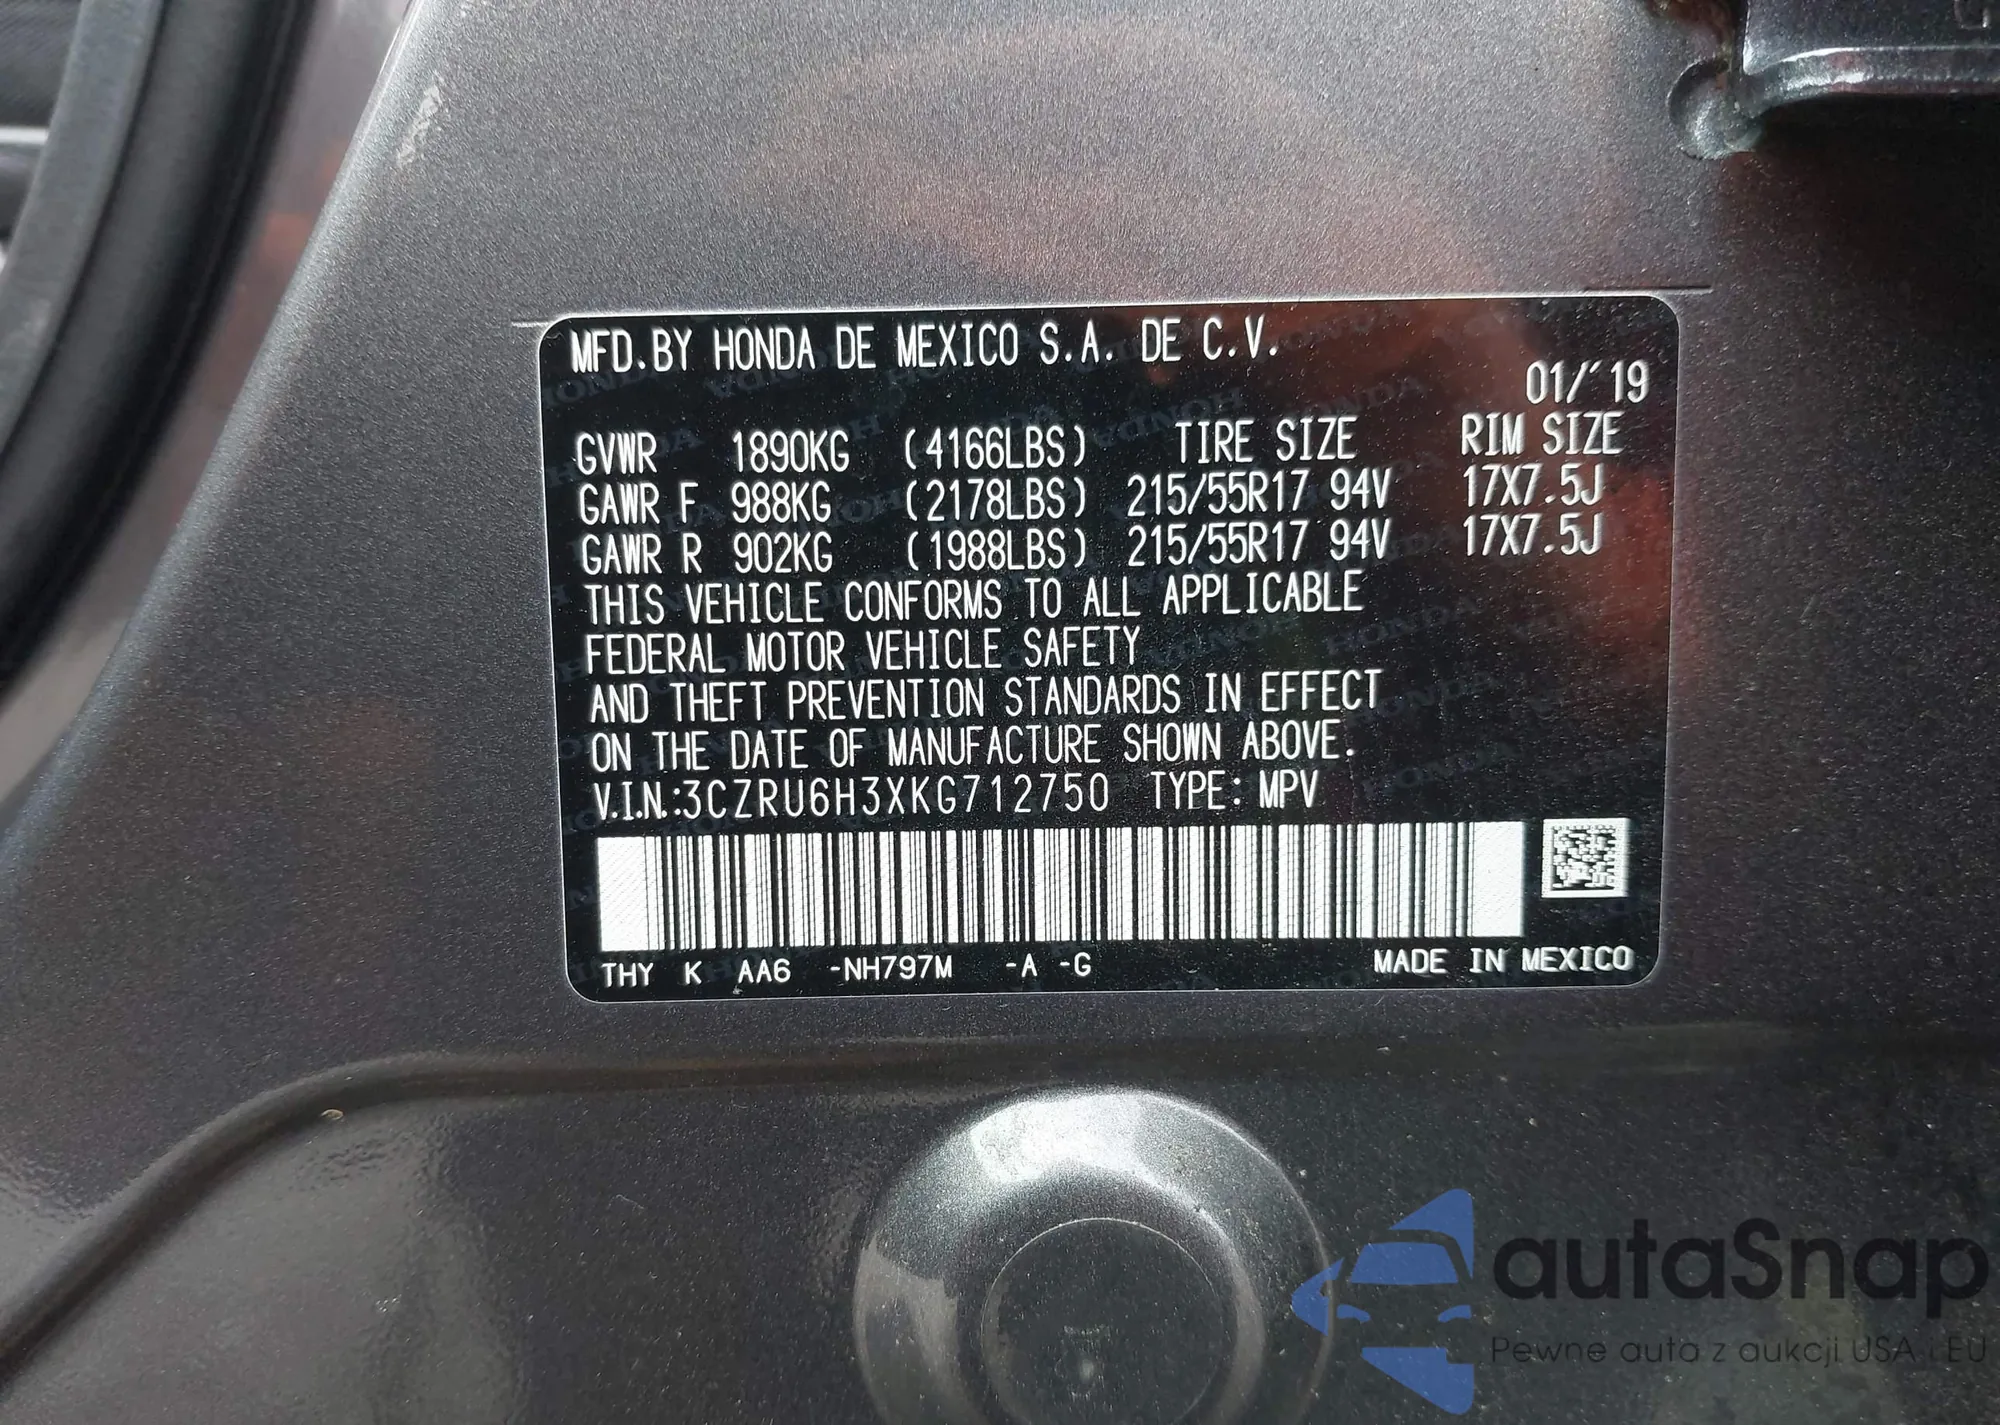 MFD.BY HONDA DE MEXICO S.A. DE C.V.
01/´19
GVWR 1890KG (4166LBS) TIRE SIZE RIM SIZE
GAWR F 988KG (2178LBS) 215/55R17 94V 17X7.5J
GAWR R 902KG (1988LBS) 215/55R17 94V 17X7.5J
THIS VEHICLE CONFORMS TO ALL APPLICABLE
FEDERAL MOTOR VEHICLE SAFETY
AND THEFT PREVENTION STANDARDS IN EFFECT
ON THE DATE OF MANUFACTURE SHOWN ABOVE.
V.I.N.:3CZRU6H3XKG712750 TYPE: MPV
THY K AA6 -NH797M -A -G MADE IN MEXICO
autaSnap
Pewne auta z aukcji USA i EU